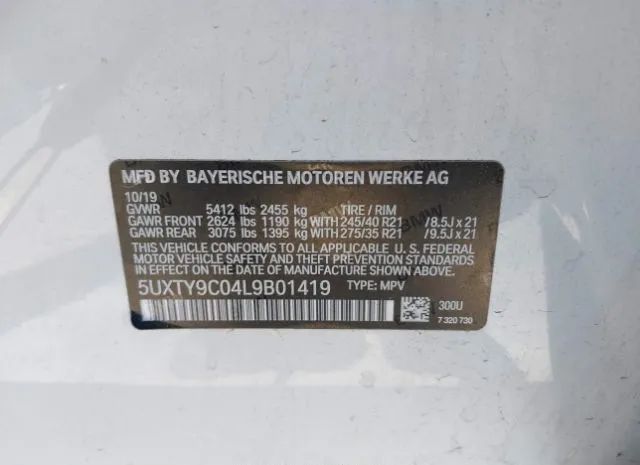 MFD BY BAYERISCHE MOTOREN WERKE AG
10/19
GVWR 5412 lbs 2455 kg TIRE / RIM
GAWR FRONT 2624 lbs 1190 kg WITH 245/40 R21 /8.5J x 21
GAWR REAR 3075 lbs 1395 kg WITH 275/35 R21 /9.5J x 21
THIS VEHICLE CONFORMS TO ALL APPLICABLE U. S. FEDERAL
MOTOR VEHICLE SAFETY, BUMPER, AND THEFT PREVENTION
STANDARDS IN EFFECT ON THE DATE OF MANUFACTURE SHOWN ABOVE.
5UXTY9C04L9B01419 TYPE: MPV
300U
7 320 730